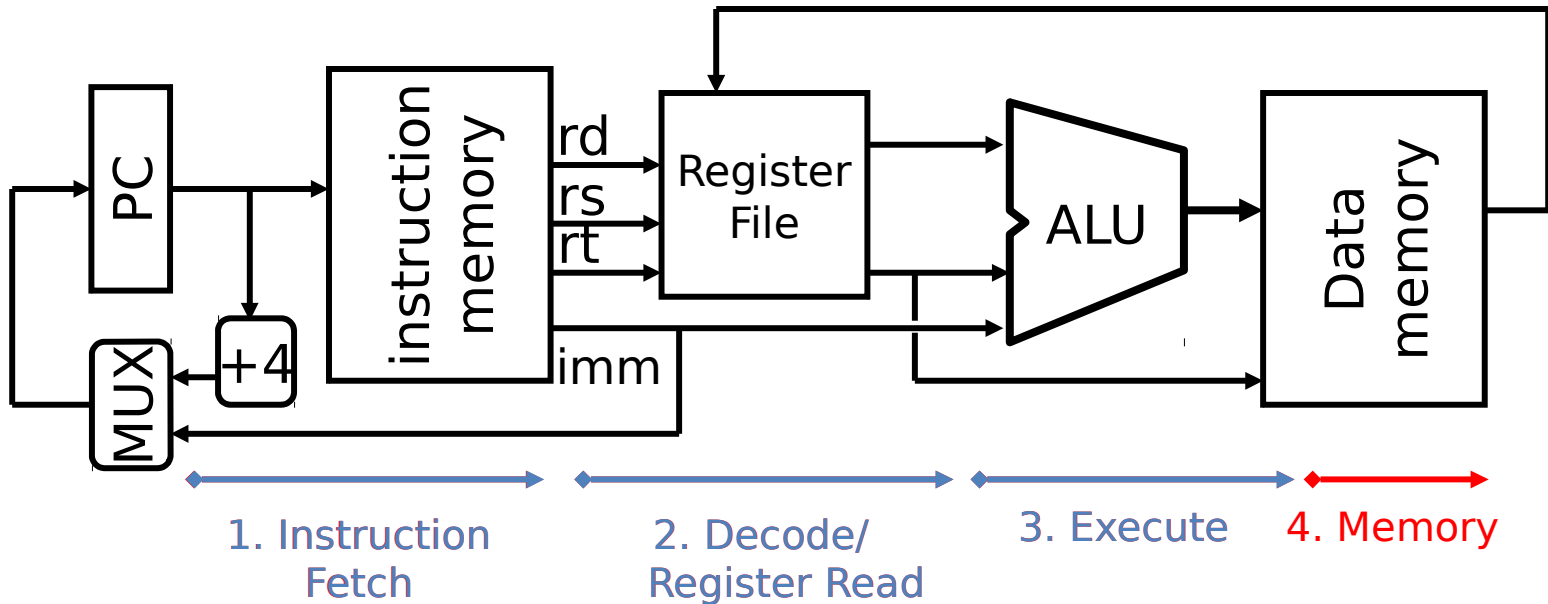 PC
+4
MUX
instruction
memory
rd
rs
rt
imm
Register
File
ALU
Data
memory
1. Instruction
Fetch
2. Decode/
Register Read
3. Execute
4. Memory